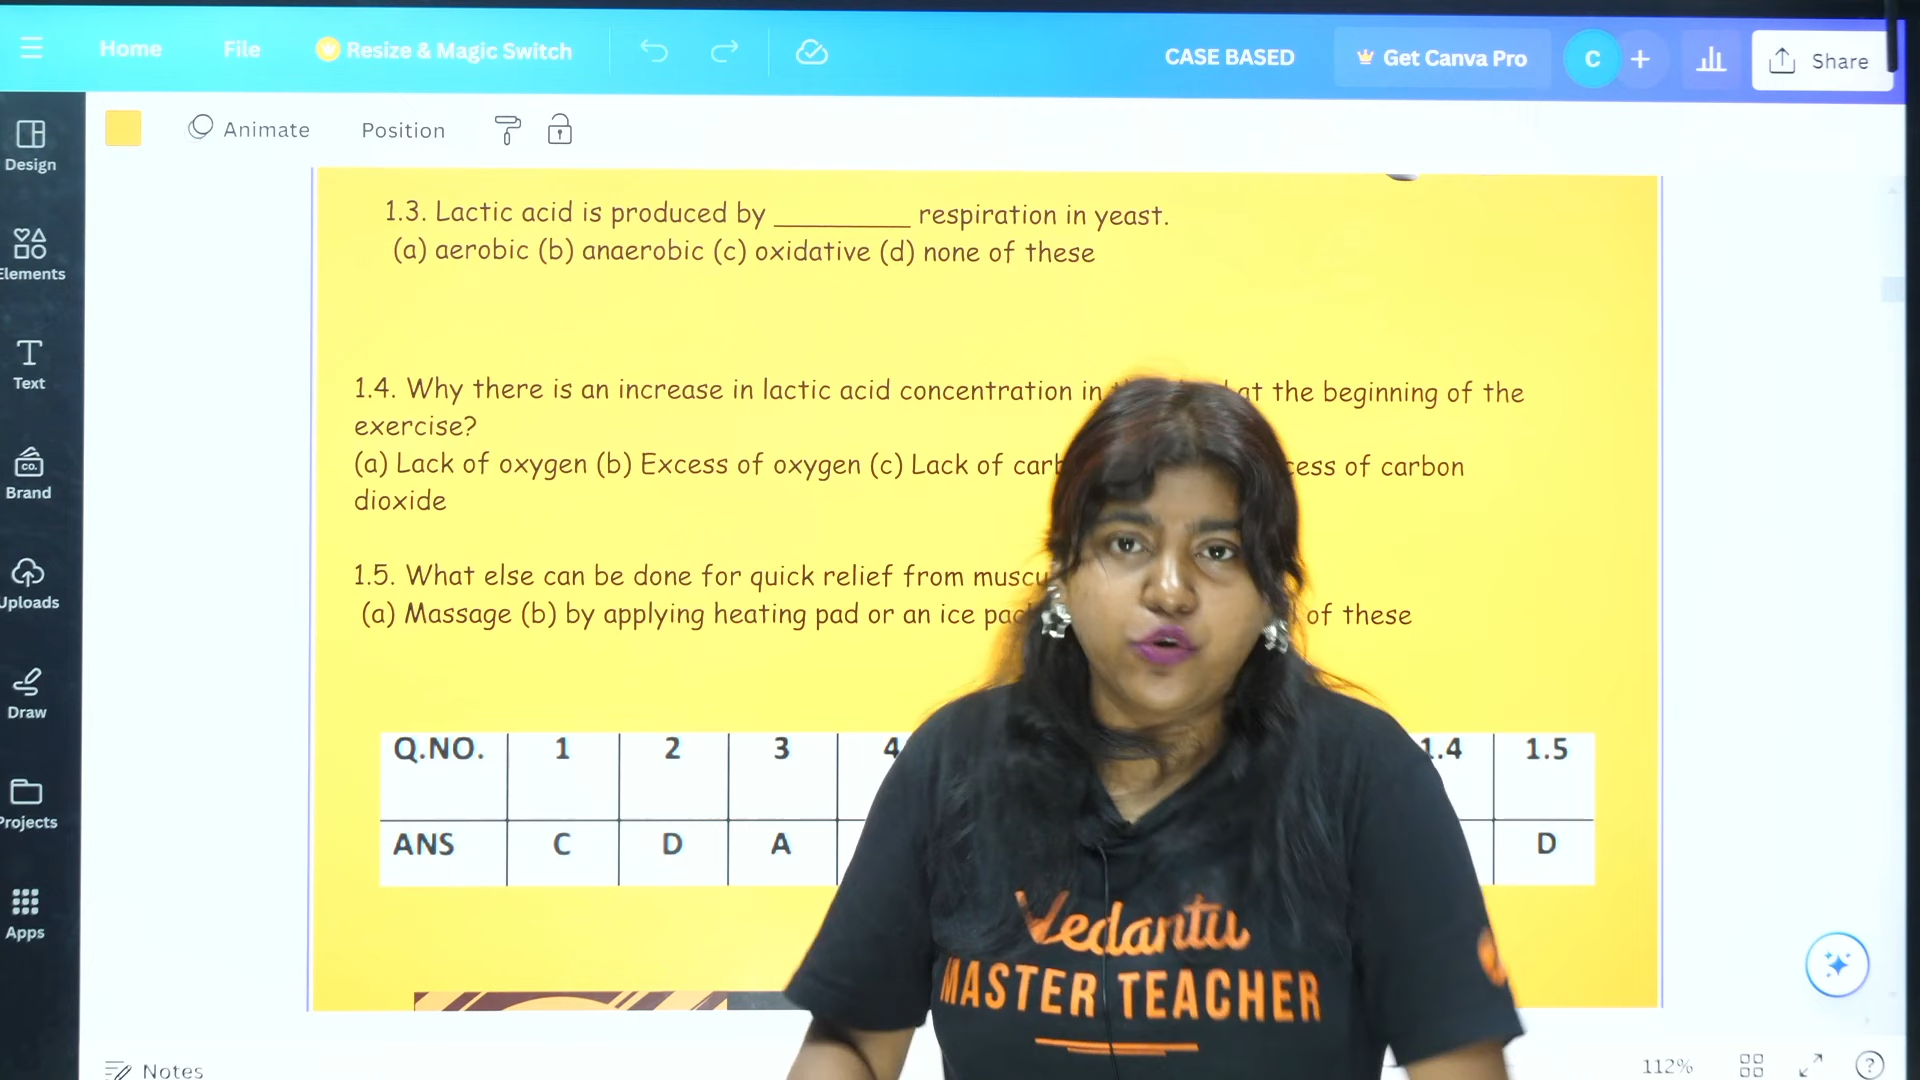 Home File Resize & Magic Switch CASE BASED Get Canva Pro C + Share
Animate Position
Design
Elements
Text
CO.
Brand
Uploads
Draw
Projects
Apps
1.3. Lactic acid is produced by __________ respiration in yeast.
(a) aerobic (b) anaerobic (c) oxidative (d) none of these
1.4. Why there is an increase in lactic acid concentration in at the beginning of the
exercise?
(a) Lack of oxygen (b) Excess of oxygen (c) Lack of of carbon
dioxide
1.5. What else can be done for quick relief from
(a) Massage (b) by applying heating pad or an ice of these
Q.NO. 1 2 3 4 1.4 1.5
ANS C D A D
Vedantu
MASTER TEACHER
Notes 112% ?